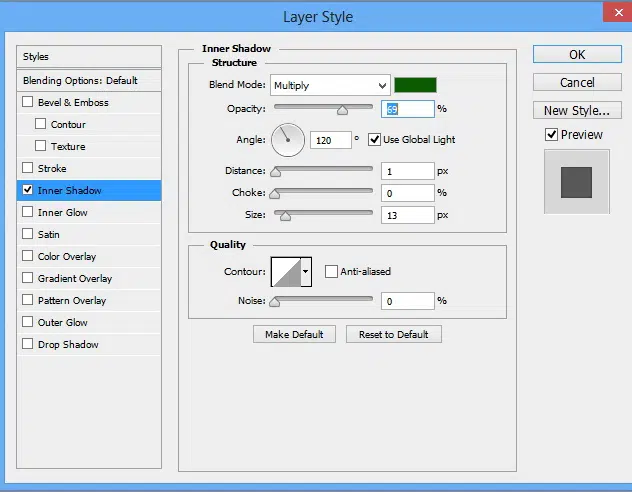 Layer Style
×
Styles
Blending Options: Default
Bevel & Emboss
Contour
Texture
Stroke
Inner Shadow
Inner Glow
Satin
Color Overlay
Gradient Overlay
Pattern Overlay
Outer Glow
Drop Shadow
Inner Shadow
Structure
Blend Mode: Multiply
Opacity: 69 %
Angle: 120 ° Use Global Light
Distance: 1 px
Choke: 0 %
Size: 13 px
Quality
Contour: Anti-aliased
Noise: 0 %
Make Default Reset to Default
OK
Cancel
New Style...
Preview